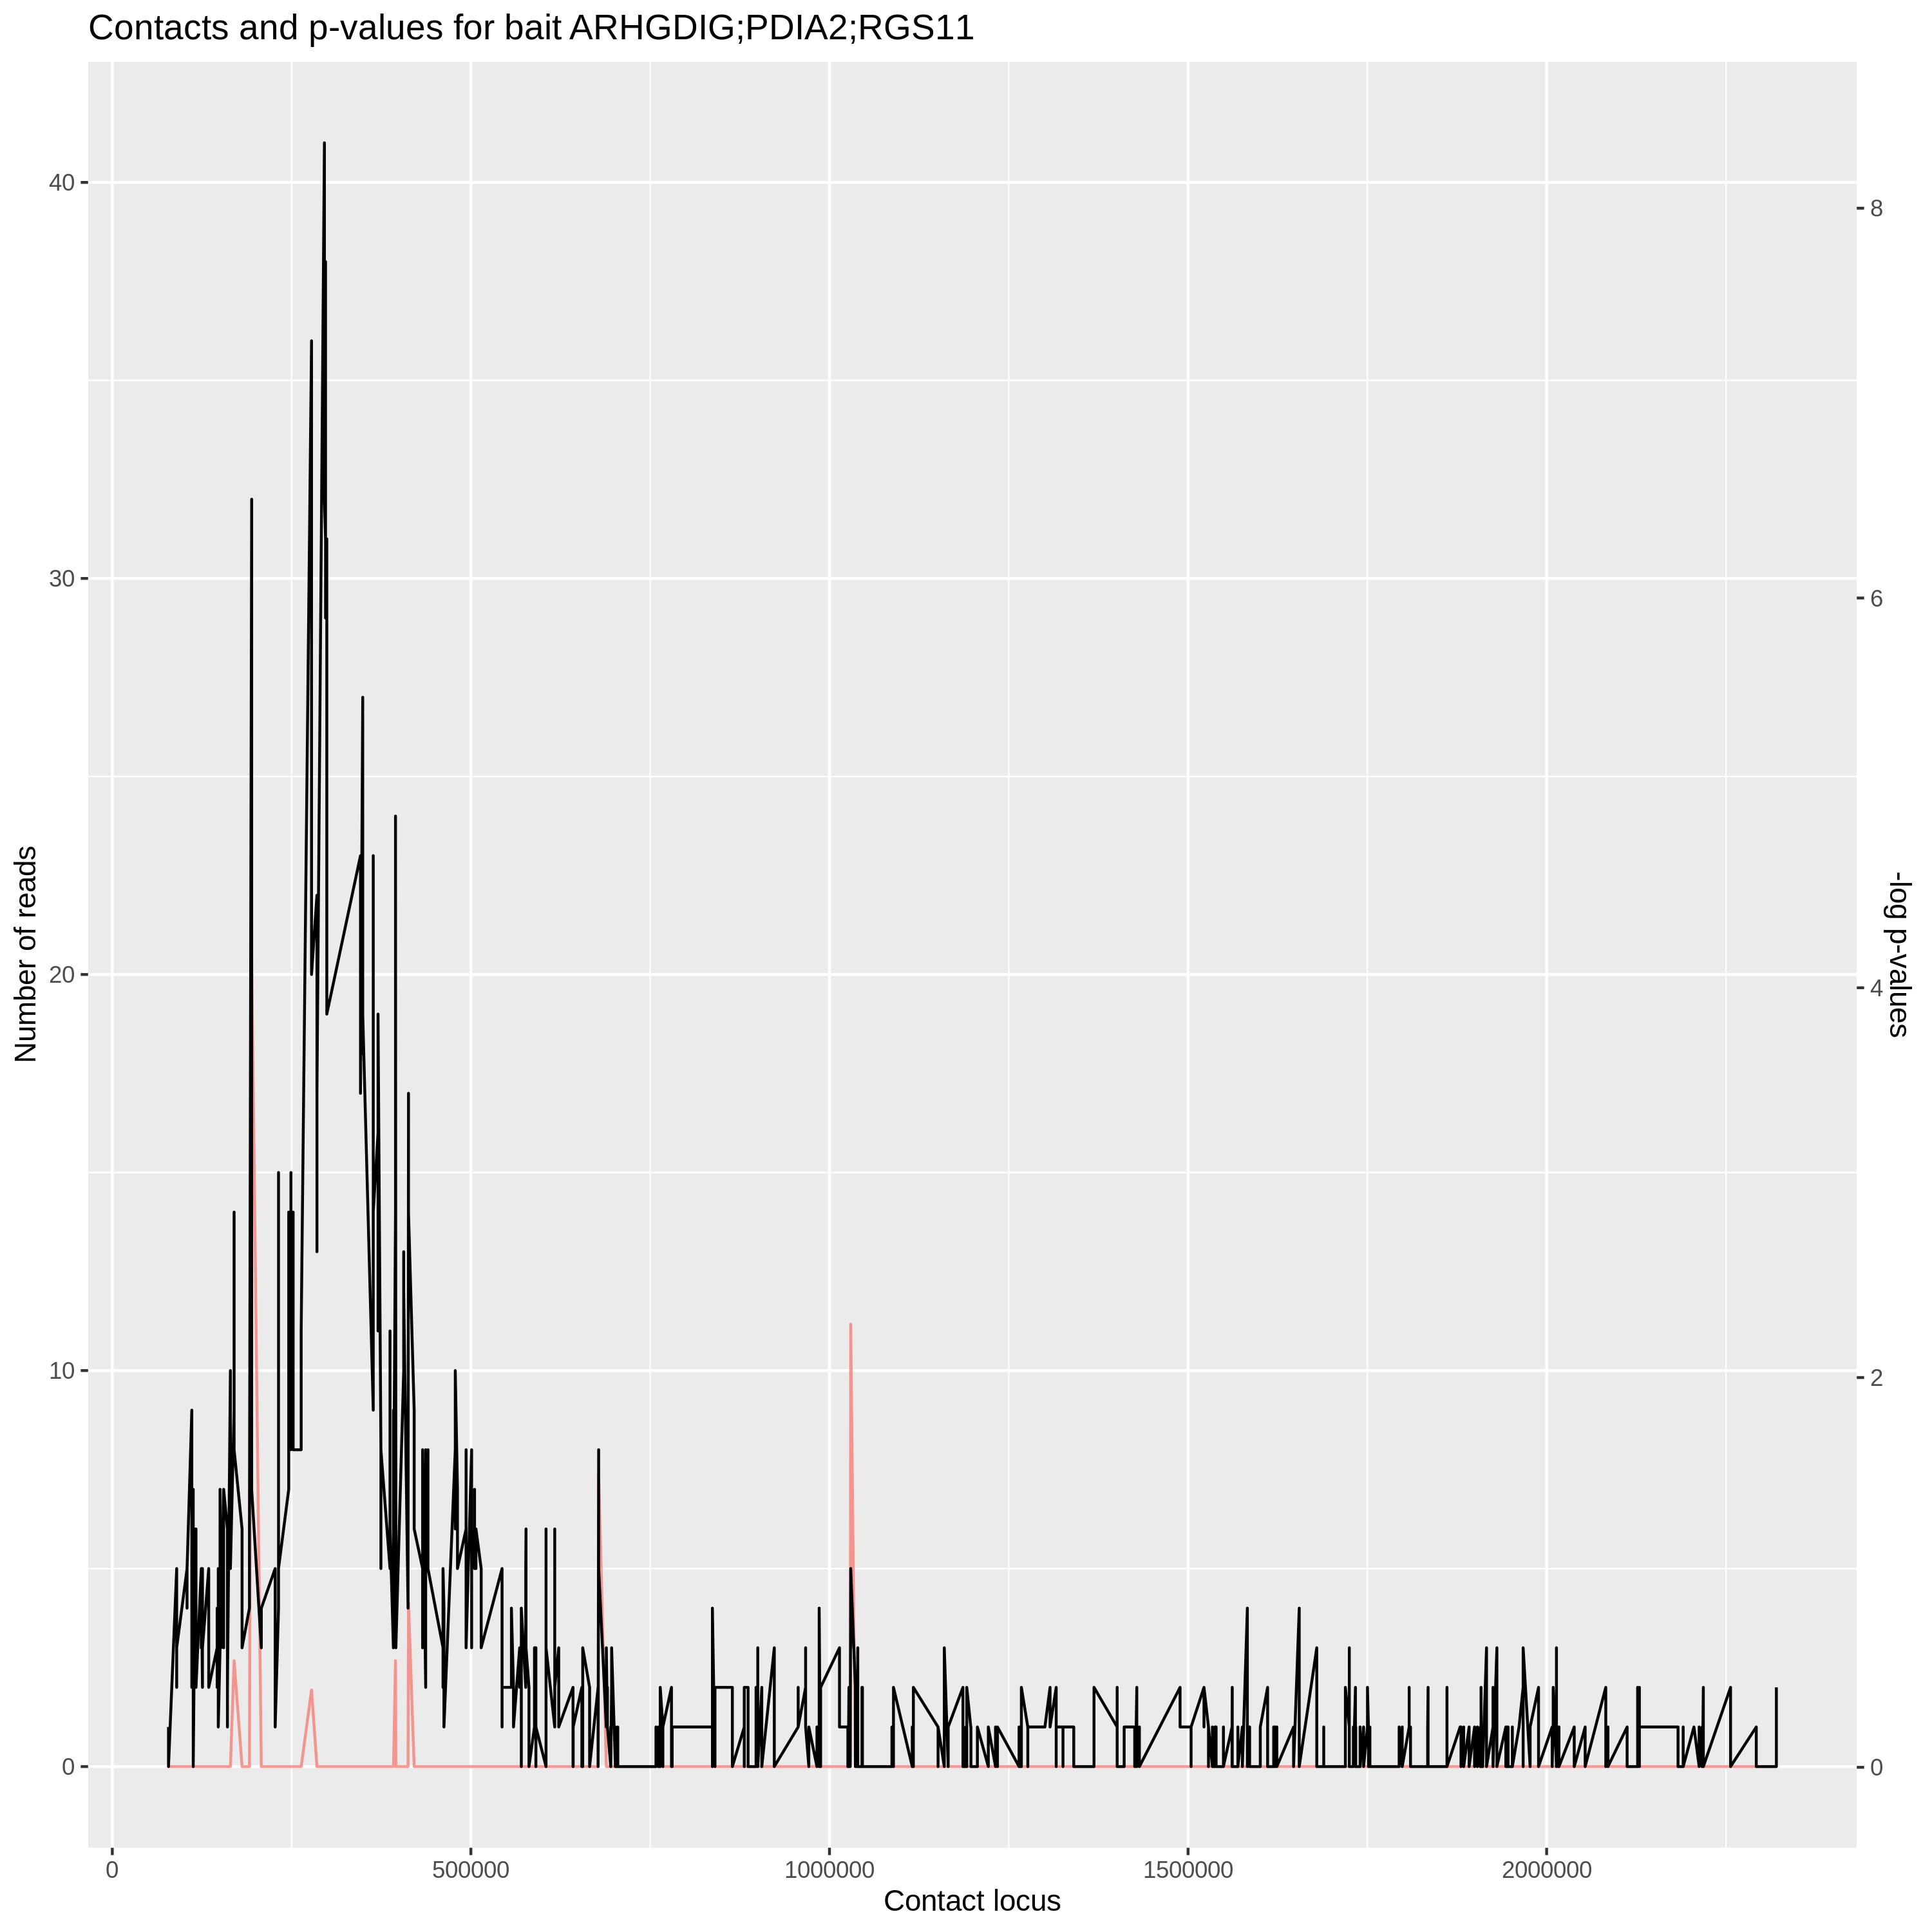 Contacts and p-values for bait ARHGDIG;PDIA2;RGS11
40
30
20
10
0
Number of reads
8
6
4
2
0
-log p-values
0 500000 1000000 1500000 2000000
Contact locus